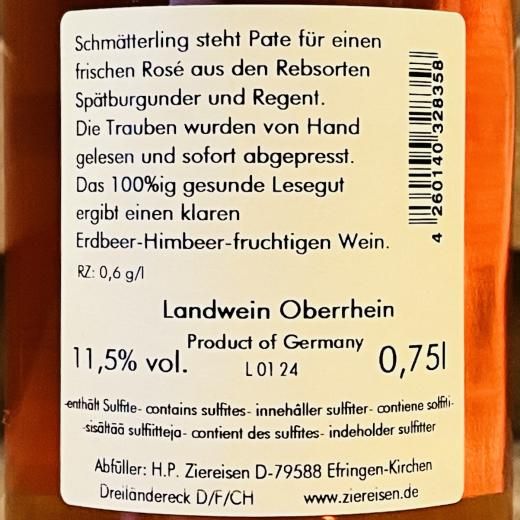 Schmätterling steht Pate für einen
frischen Rosé aus den Rebsorten
Spätburgunder und Regent.
Die Trauben wurden von Hand
gelesen und sofort abgepresst.
Das 100%ig gesunde Lesegut
ergibt einen klaren
Erdbeer-Himbeer-fruchtigen Wein.
RZ: 0,6 g/l
4 260140 328358
Landwein Oberrhein
Product of Germany
11,5% vol.
L 01 24
0,75l
-enthält Sulfite- contains sulfites- innehåller sulfiter- contiene solfiti-
-sisältää sulfiitteja- contient des sulfites- indeholder sulfitter
Abfüller: H.P. Ziereisen D-79588 Efringen-Kirchen
Dreiländereck D/F/CH www.ziereisen.de